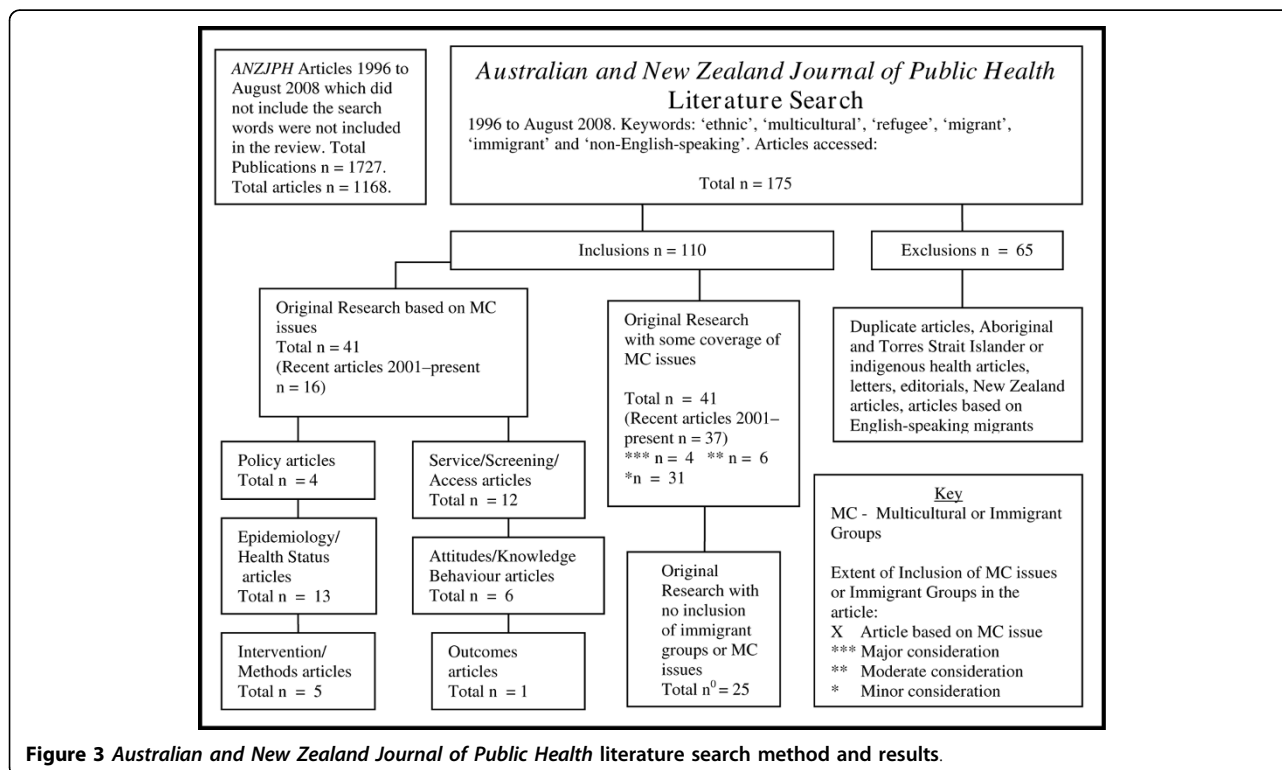 ANZJPH Articles 1996 to
August 2008 which did
not include the search
words were not included
in the review. Total
Publications n = 1727.
Total articles n = 1168.
Australian and New Zealand Journal of Public Health
Literature Search
1996 to August 2008. Keywords: ‘ethnic’, ‘multicultural’, ‘refugee’, ‘migrant’,
‘immigrant’ and ‘non-English-speaking’. Articles accessed:
Total n = 175
Inclusions n = 110
Exclusions n = 65
Original Research based on MC
issues
Total n = 41
(Recent articles 2001–present
n = 16)
Original Research
with some coverage of
MC issues
Total n = 41
(Recent articles 2001–
present n = 37)
*** n = 4 ** n = 6
*n = 31
Duplicate articles, Aboriginal
and Torres Strait Islander or
indigenous health articles,
letters, editorials, New Zealand
articles, articles based on
English-speaking migrants
Policy articles
Total n = 4
Service/Screening/
Access articles
Total n = 12
Epidemiology/
Health Status
articles
Total n = 13
Attitudes/Knowledge
Behaviour articles
Total n = 6
Intervention/
Methods articles
Total n = 5
Outcomes
articles
Total n = 1
Original
Research with
no inclusion
of immigrant
groups or MC
issues
Total n⁰ = 25
Key
MC - Multicultural or Immigrant
Groups
Extent of Inclusion of MC issues
or Immigrant Groups in the
article:
X Article based on MC issue
*** Major consideration
** Moderate consideration
* Minor consideration
Figure 3 Australian and New Zealand Journal of Public Health literature search method and results.